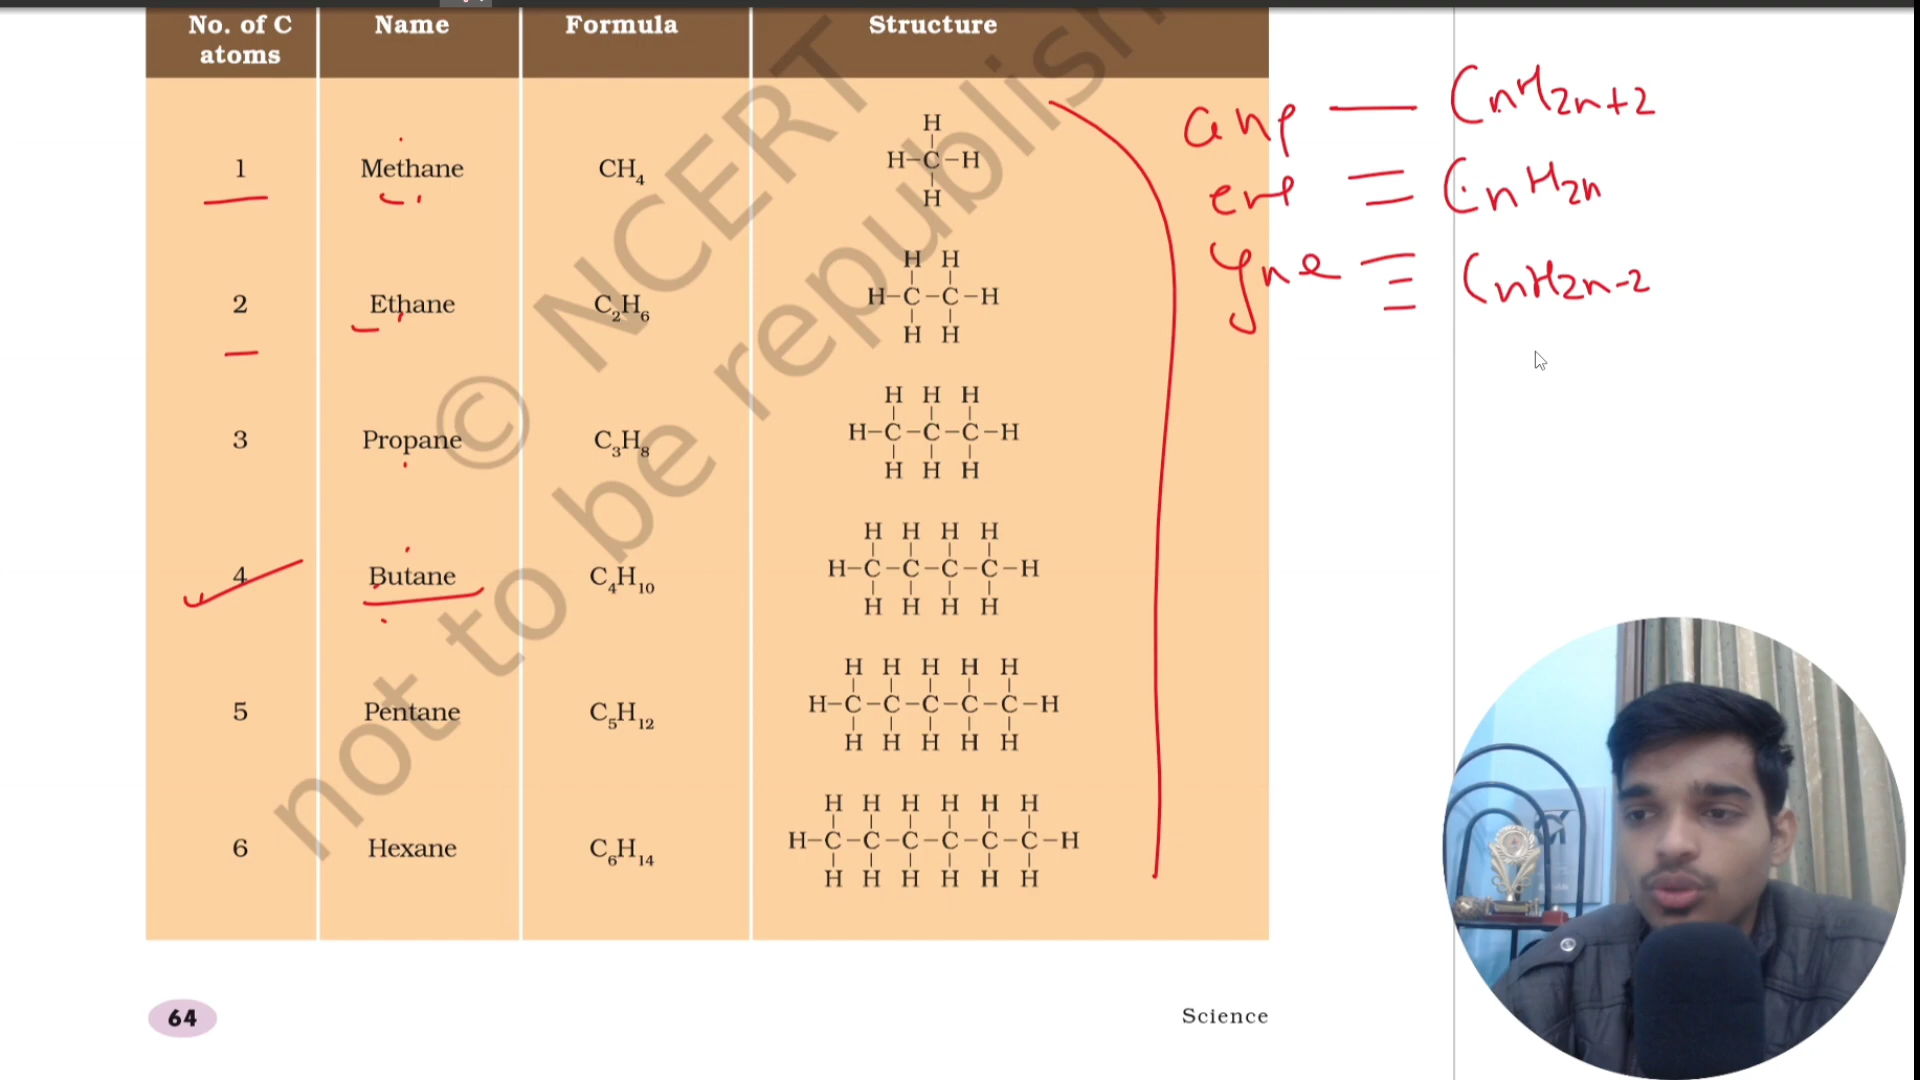 No. of C atoms Name Formula Structure
1 Methane CH₄
H
H–C–H
H
2 Ethane C₂H₆
H H
H–C–C–H
H H
3 Propane C₃H₈
H H H
H–C–C–C–H
H H H
4 Butane C₄H₁₀
H H H H
H–C–C–C–C–H
H H H H
5 Pentane C₅H₁₂
H H H H H
H–C–C–C–C–C–H
H H H H H
6 Hexane C₆H₁₄
H H H H H H
H–C–C–C–C–C–C–H
H H H H H H
© NCERT
not to be republish
ane — CnH2n+2
ene = CnH2n
yne ≡ CnH2n-2
64
Science